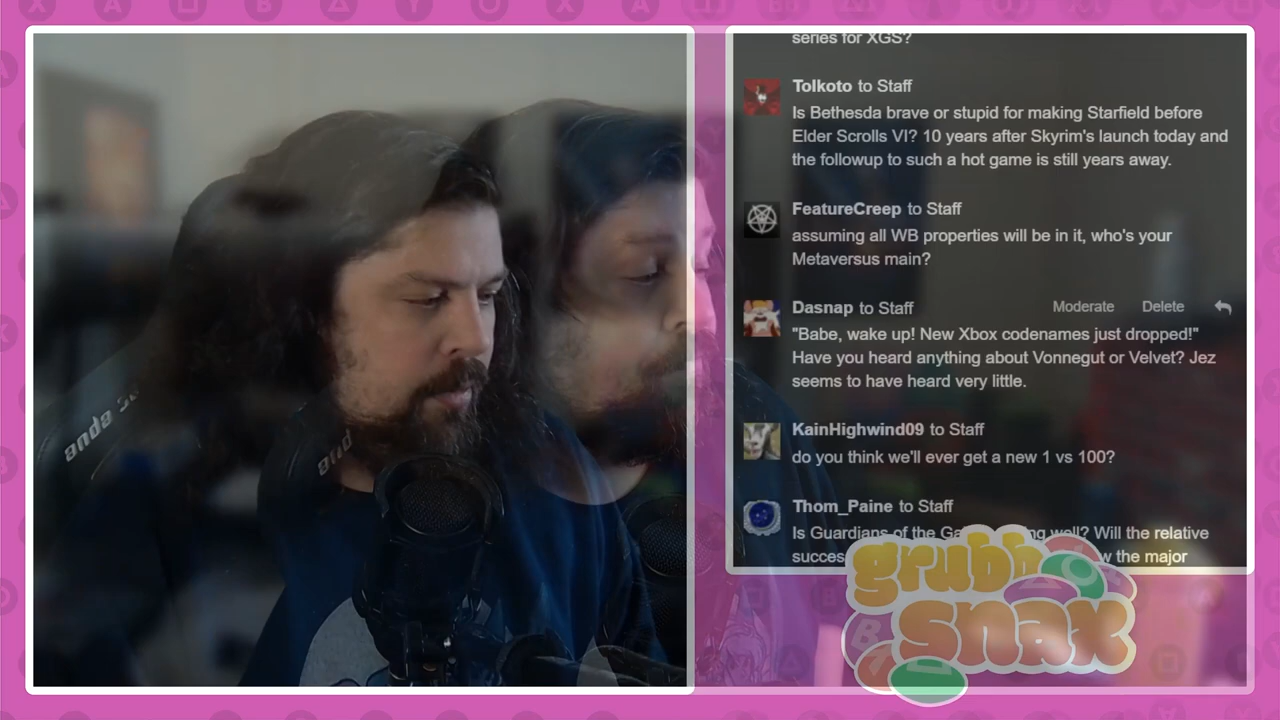 series for XGS?
Tolkoto to Staff
Is Bethesda brave or stupid for making Starfield before
Elder Scrolls VI? 10 years after Skyrim's launch today and
the followup to such a hot game is still years away.
FeatureCreep to Staff
assuming all WB properties will be in it, who's your
Metaversus main?
Dasnap to Staff
Moderate Delete
"Babe, wake up! New Xbox codenames just dropped!"
Have you heard anything about Vonnegut or Velvet? Jez
seems to have heard very little.
KainHighwind09 to Staff
do you think we'll ever get a new 1 vs 100?
Thom_Paine to Staff
Is Guardians of the well? Will the relative
the major
grubb
snax